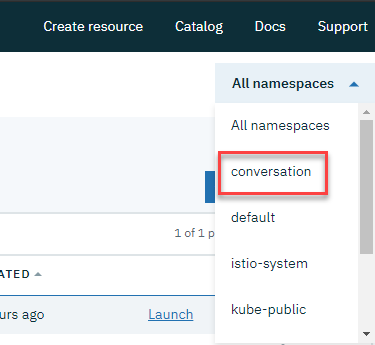 Create resource Catalog Docs Support
All namespaces
All namespaces
conversation
default
1 of 1 p
istio-system
ATED
kube-public
urs ago Launch